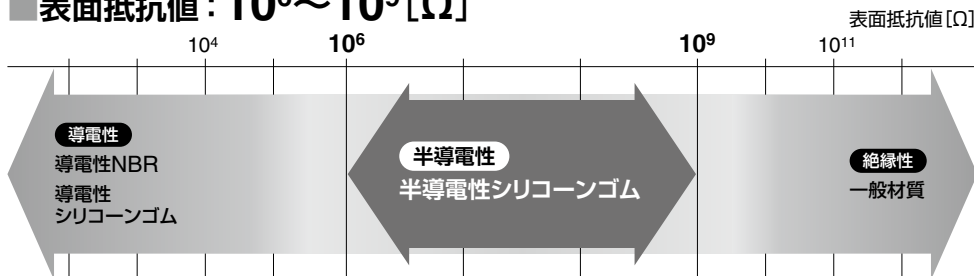 ■表面抵抗値：10⁶～10⁹[Ω]
表面抵抗値[Ω]
10⁴ 10⁶ 10⁹ 10¹¹
導電性
導電性NBR
導電性
シリコーンゴム
半導電性
半導電性シリコーンゴム
絶縁性
一般材質